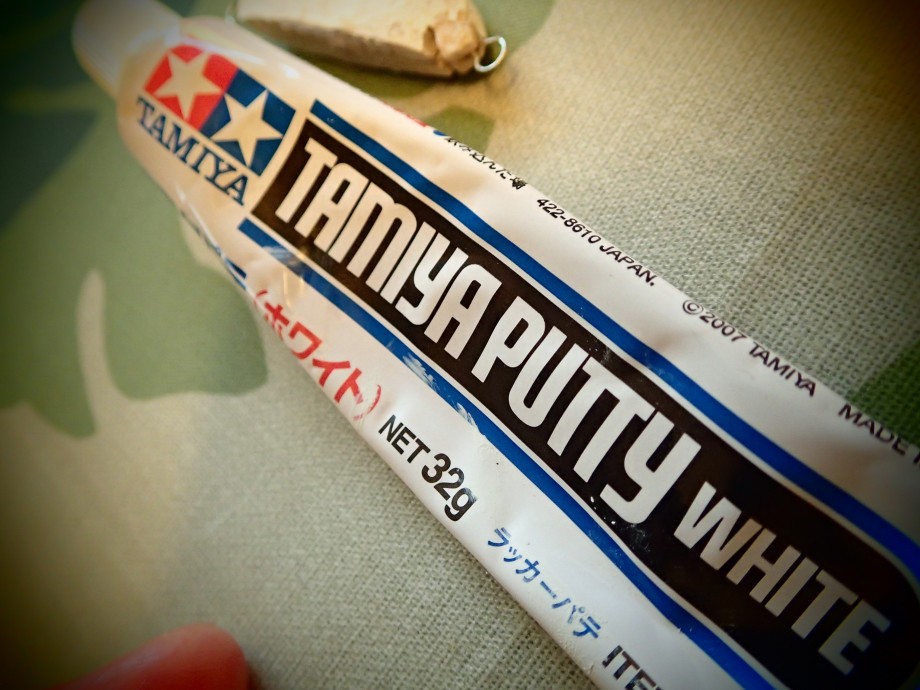 TAMIYA
TAMIYA PUTTY WHITE
422-8610 JAPAN.
©2007 TAMIYA
MADE
(ホワイト)
NET 32g
ラッカーパテ